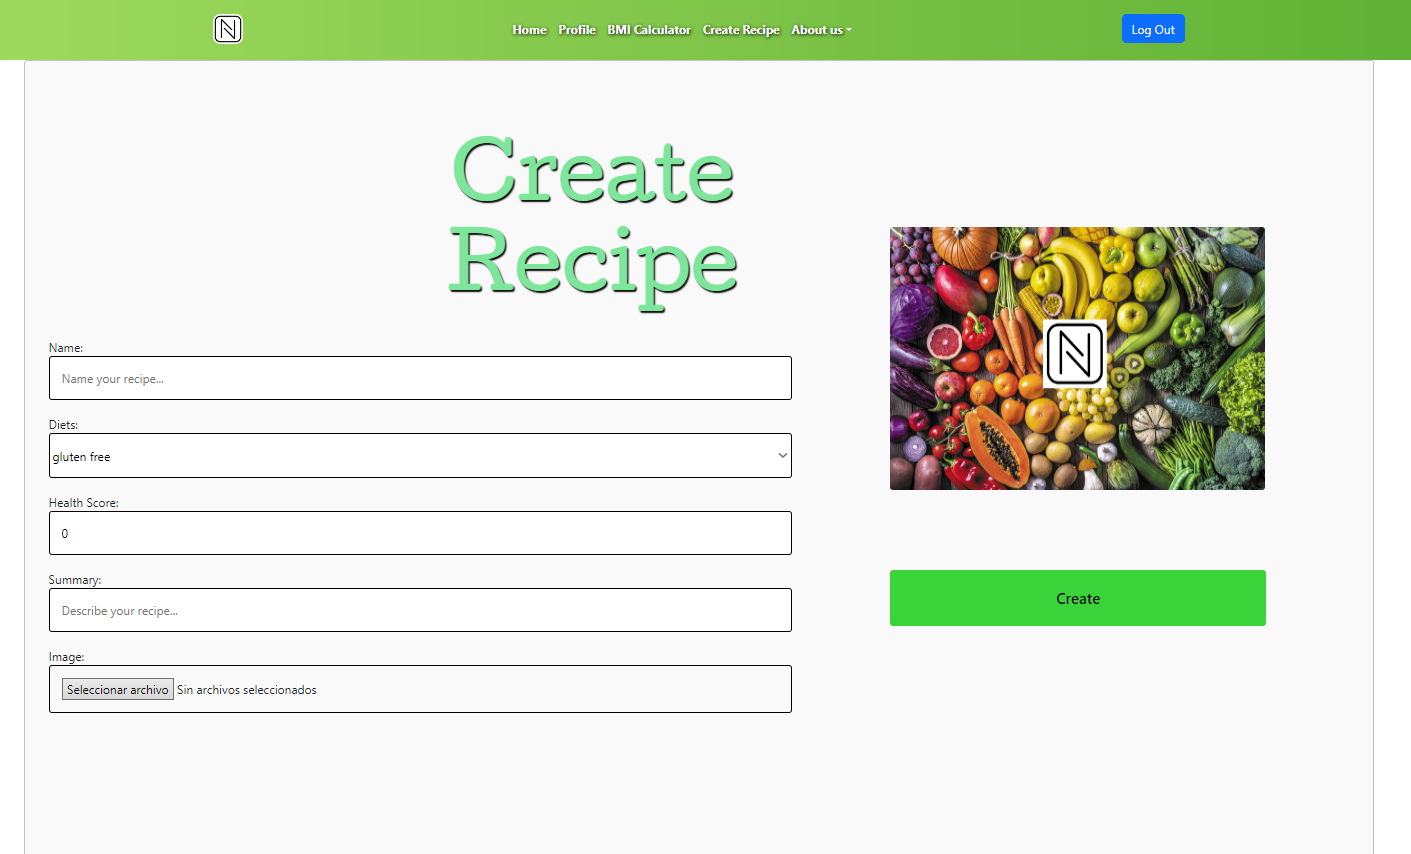 N
Home Profile BMI Calculator Create Recipe About us
Log Out
Create
Recipe
Name:
Name your recipe...
Diets:
gluten free
Health Score:
0
Summary:
Describe your recipe...
Image:
Seleccionar archivo Sin archivos seleccionados
N
Create